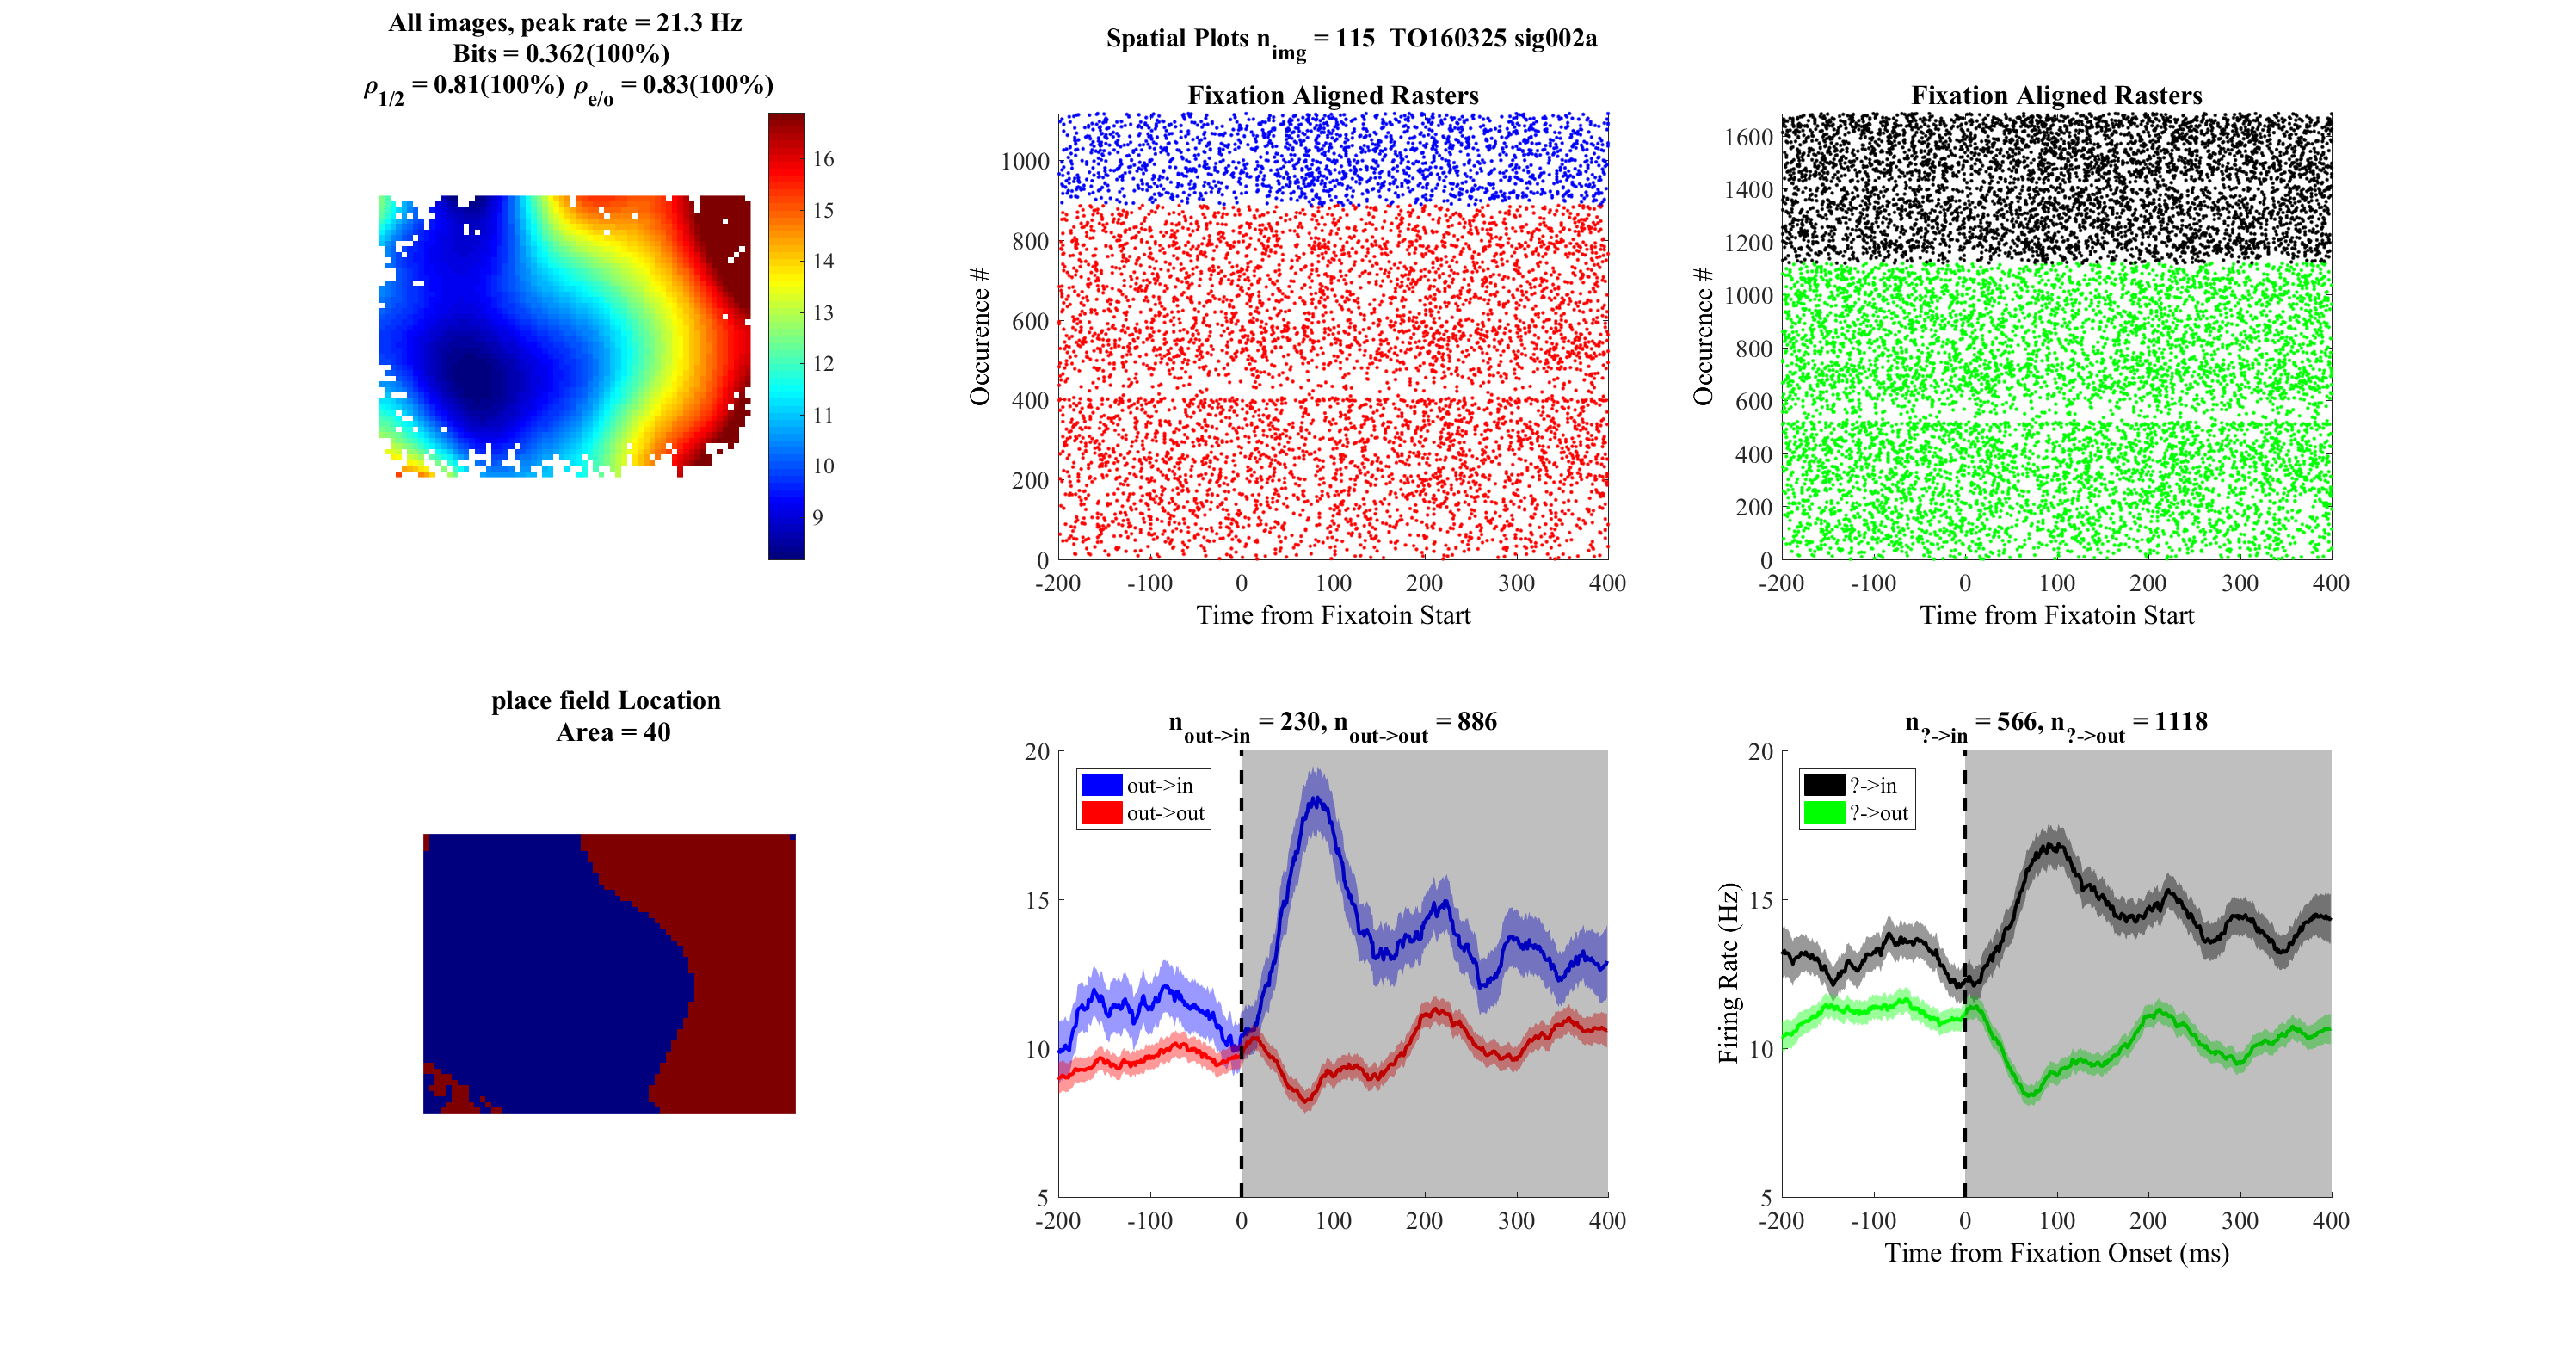 All images, peak rate = 21.3 Hz
Bits = 0.362(100%)
ρ1/2 = 0.81(100%) ρe/o = 0.83(100%)
16
15
14
13
12
11
10
9
Spatial Plots nimg = 115 TO160325 sig002a
Fixation Aligned Rasters
Occurence #
1000
800
600
400
200
0
-200 -100 0 100 200 300 400
Time from Fixatoin Start
Fixation Aligned Rasters
Occurence #
1600
1400
1200
1000
800
600
400
200
0
-200 -100 0 100 200 300 400
Time from Fixatoin Start
place field Location
Area = 40
nout->in = 230, nout->out = 886
20
15
10
5
out->in
out->out
-200 -100 0 100 200 300 400
n?->in = 566, n?->out = 1118
Firing Rate (Hz)
20
15
10
5
?->in
?->out
-200 -100 0 100 200 300 400
Time from Fixation Onset (ms)